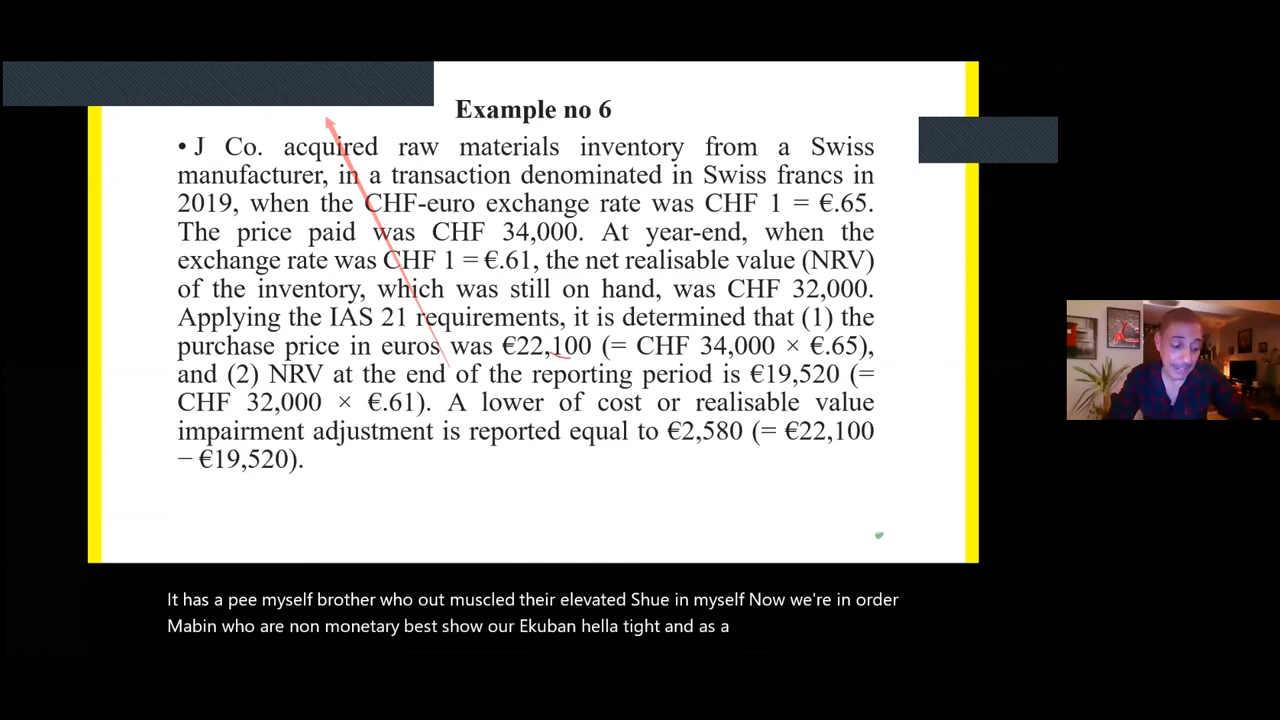 Example no 6
• J Co. acquired raw materials inventory from a Swiss
manufacturer, in a transaction denominated in Swiss francs in
2019, when the CHF-euro exchange rate was CHF 1 = €.65.
The price paid was CHF 34,000. At year-end, when the
exchange rate was CHF 1 = €.61, the net realisable value (NRV)
of the inventory, which was still on hand, was CHF 32,000.
Applying the IAS 21 requirements, it is determined that (1) the
purchase price in euros was €22,100 (= CHF 34,000 × €.65),
and (2) NRV at the end of the reporting period is €19,520 (=
CHF 32,000 × €.61). A lower of cost or realisable value
impairment adjustment is reported equal to €2,580 (= €22,100
− €19,520).
It has a pee myself brother who out muscled their elevated Shue in myself Now we're in order
Mabin who are non monetary best show our Ekuban hella tight and as a